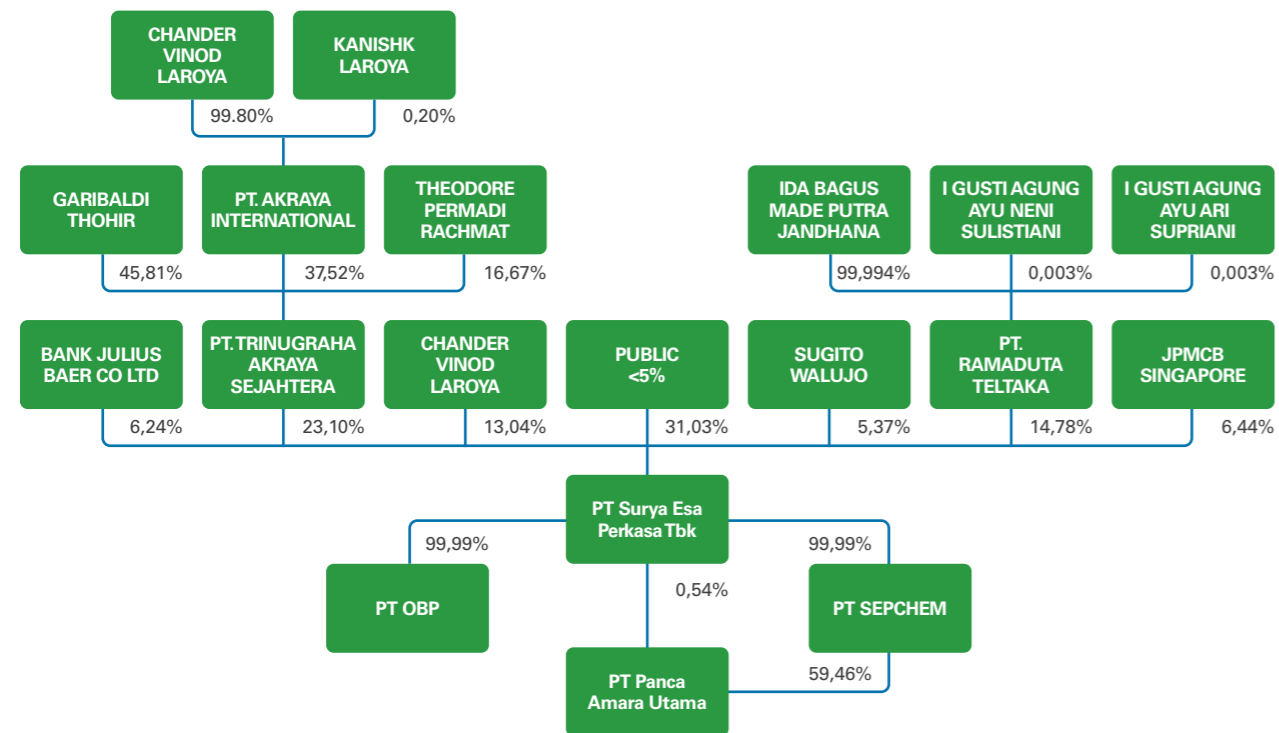 CHANDER
VINOD
LAROYA
KANISHK
LAROYA
99.80%
0,20%
GARIBALDI
THOHIR
PT. AKRAYA
INTERNATIONAL
THEODORE
PERMADI
RACHMAT
IDA BAGUS
MADE PUTRA
JANDHANA
I GUSTI AGUNG
AYU NENI
SULISTIANI
I GUSTI AGUNG
AYU ARI
SUPRIANI
45,81%
37,52%
16,67%
99,994%
0,003%
0,003%
BANK JULIUS
BAER CO LTD
PT. TRINUGRAHA
AKRAYA
SEJAHTERA
CHANDER
VINOD
LAROYA
PUBLIC
<5%
SUGITO
WALUJO
PT.
RAMADUTA
TELTAKA
JPMCB
SINGAPORE
6,24%
23,10%
13,04%
31,03%
5,37%
14,78%
6,44%
PT Surya Esa
Perkasa Tbk
99,99%
99,99%
0,54%
PT OBP
PT SEPCHEM
59,46%
PT Panca
Amara Utama